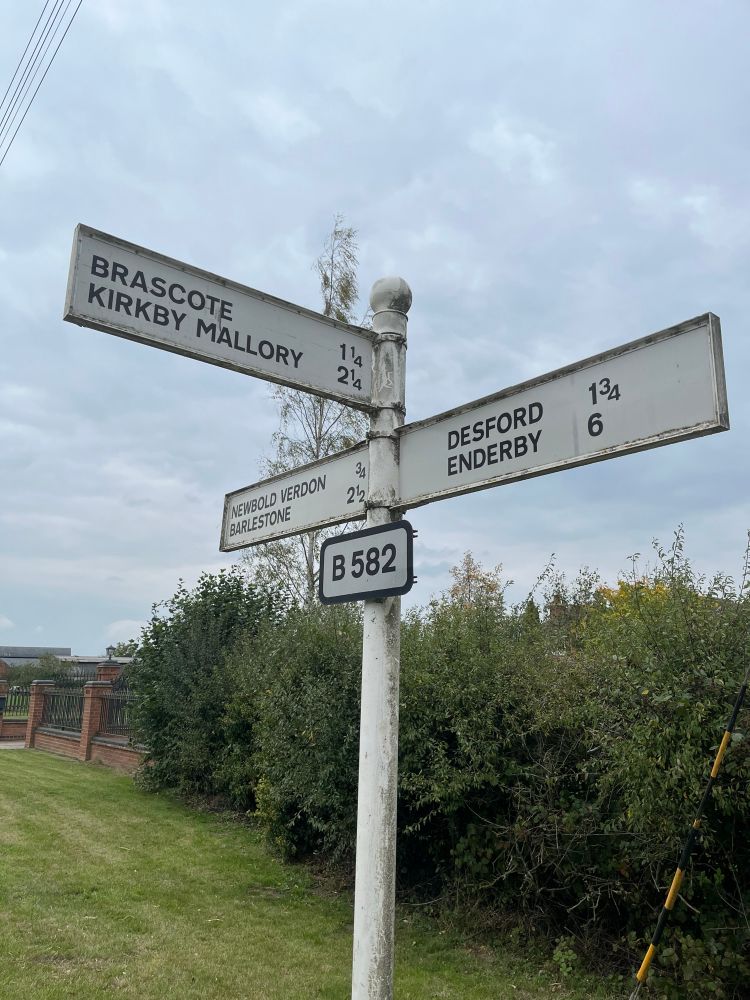 BRASCOTE 1¼
KIRKBY MALLORY 2¼
DESFORD 1¾
ENDERBY 6
NEWBOLD VERDON ¾
BARLESTONE 2½
B 582